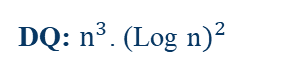 DQ: n³. (Log n)²